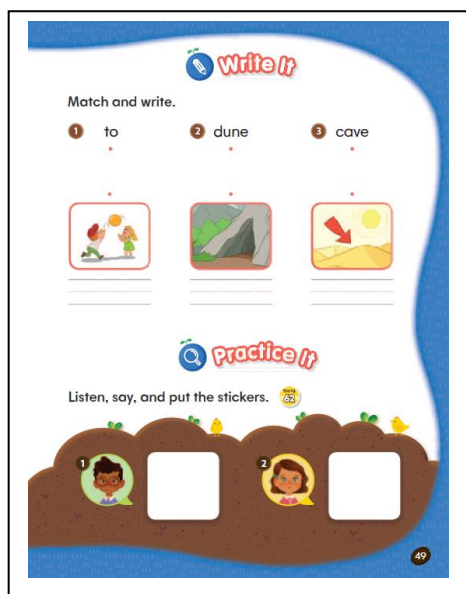 Write It
Match and write.
1 to 2 dune 3 cave
Practice It
Listen, say, and put the stickers. Track 62
1 2
49